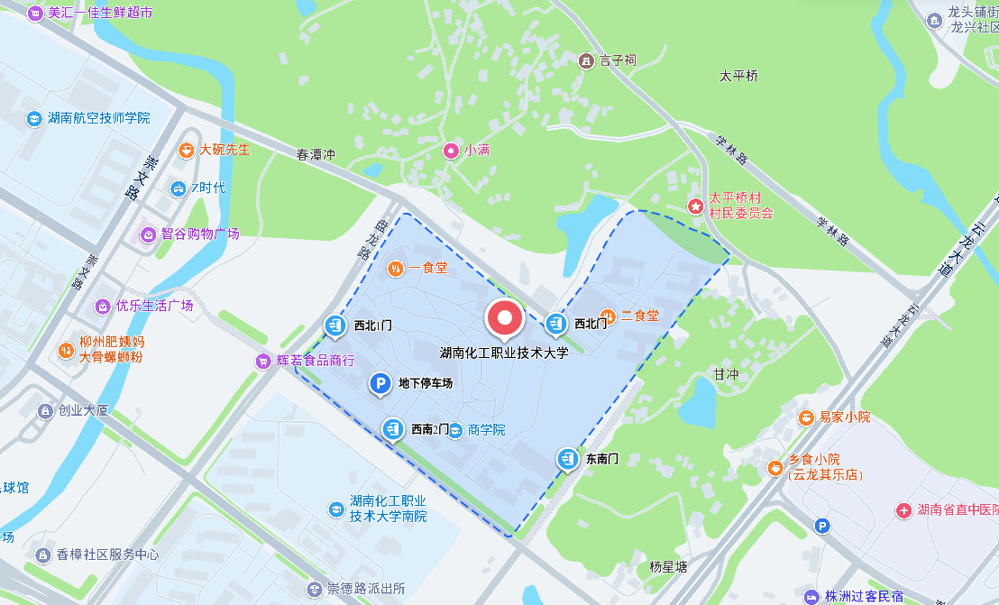 美汇一佳生鲜超市
龙头铺街
龙兴社区
言子祠
太平桥
湖南航空技师学院
大碗先生
春潭冲
小满
学林路
崇文路
Z时代
太平桥村
村民委员会
智谷购物广场
盘龙路
学林路
云龙大道
崇文路
一食堂
优乐生活广场
西北1门
西北门
二食堂
云龙大道
柳州肥姨妈
大骨螺蛳粉
湖南化工职业技术大学
辉若食品商行
地下停车场
甘冲
创业大厦
西南2门
商学院
易家小院
东南门
乡食小院
(云龙其乐店)
球馆
湖南化工职业
技术大学南院
湖南省直中医院
场
香樟社区服务中心
杨星塘
崇德路派出所
株洲过客民宿